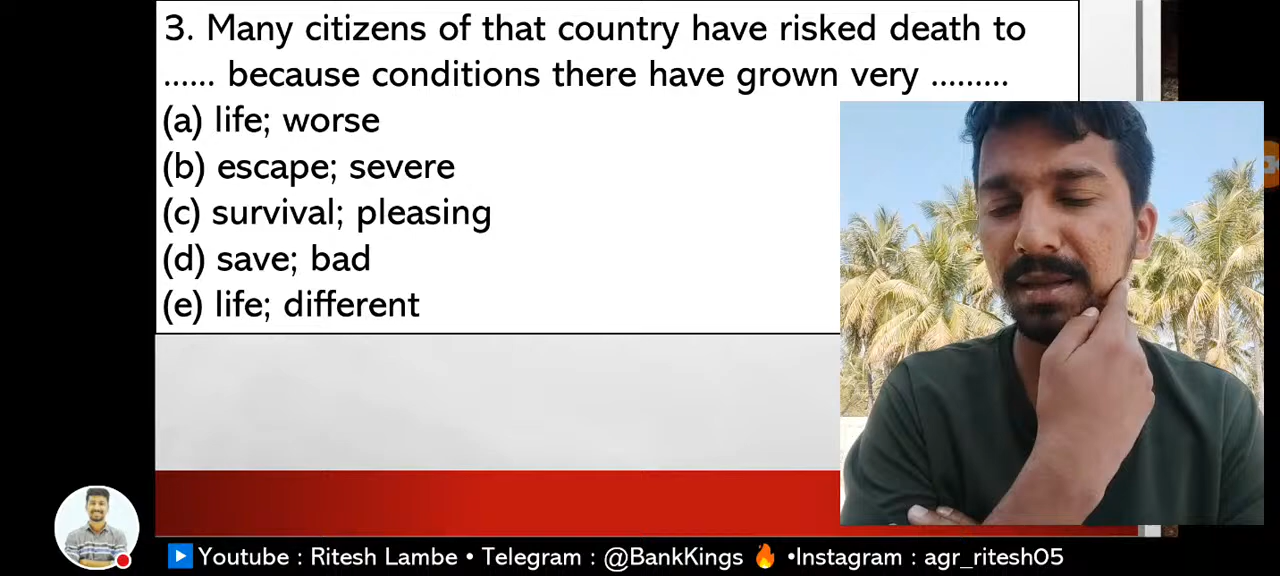 3. Many citizens of that country have risked death to
...... because conditions there have grown very .........
(a) life; worse
(b) escape; severe
(c) survival; pleasing
(d) save; bad
(e) life; different
Youtube : Ritesh Lambe • Telegram : @BankKings 🔥 •Instagram : agr_ritesh05